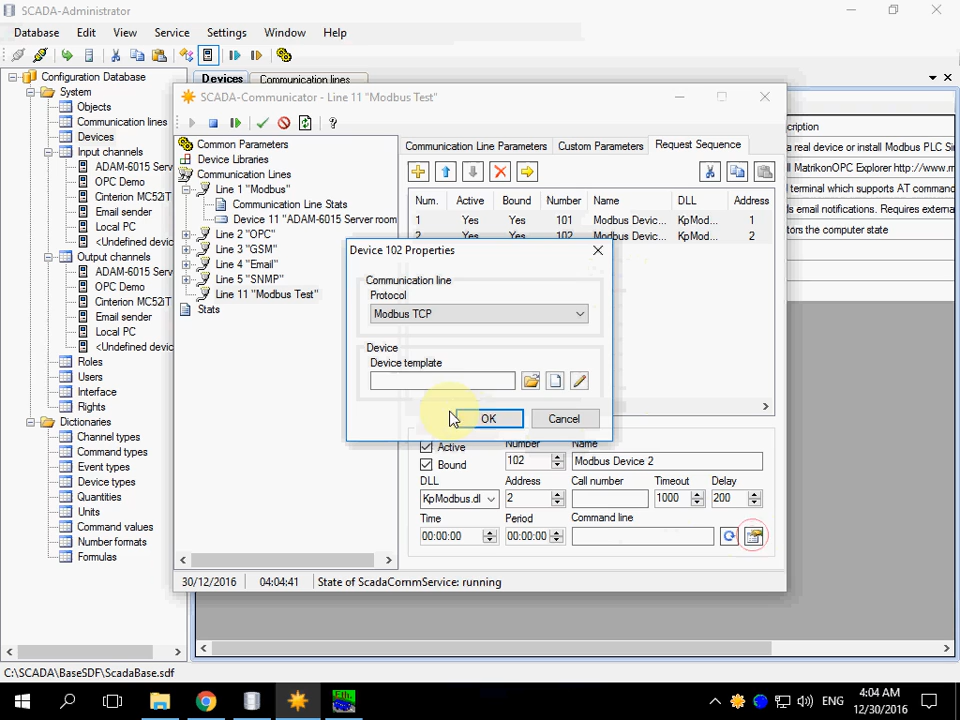 SCADA-Administrator
Database Edit View Service Settings Window Help
Configuration Database
System
Objects
Communication lines
Devices
Input channels
ADAM-6015 Serv
OPC Demo
Cinterion MC52iT
Email sender
Local PC
<Undefined devic
Output channels
ADAM-6015 Serv
OPC Demo
Cinterion MC52iT
Email sender
Local PC
<Undefined devic
Roles
Users
Interface
Rights
Dictionaries
Channel types
Command types
Event types
Device types
Quantities
Units
Command values
Number formats
Formulas
Devices Communication lines
cription
a real device or install Modbus PLC Sim
ll MatrikonOPC Explorer http://www.m
l terminal which supports AT command
ds email notifications. Requires externa
tors the computer state
SCADA-Communicator - Line 11 "Modbus Test"
Common Parameters
Device Libraries
Communication Lines
Line 1 "Modbus"
Communication Line Stats
Device 11 "ADAM-6015 Server room
Line 2 "OPC"
Line 3 "GSM"
Line 4 "Email"
Line 5 "SNMP"
Line 11 "Modbus Test"
Stats
Communication Line Parameters Custom Parameters Request Sequence
Num. Active Bound Number Name DLL Address
1 Yes Yes 101 Modbus Devic... KpMod... 1
2 Yes Yes 102 Modbus Devic... KpMod... 2
Device 102 Properties
Communication line
Protocol
Modbus TCP
Device
Device template
OK Cancel
Active Number Name
Bound 102 Modbus Device 2
DLL Address Call number Timeout Delay
KpModbus.dl 2 1000 200
Time Period Command line
00:00:00 00:00:00
30/12/2016 04:04:41 State of ScadaCommService: running
C:\SCADA\BaseSDF\ScadaBase.sdf
ENG 4:04 AM
12/30/2016